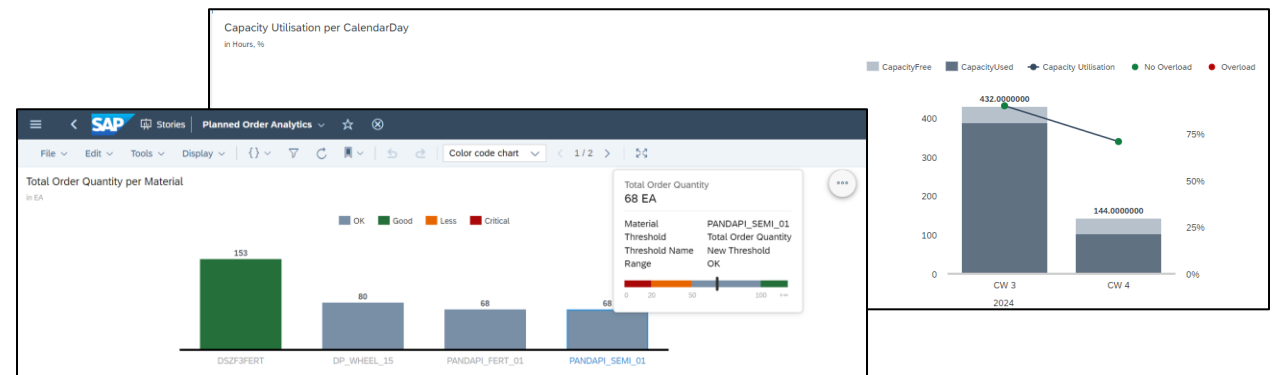 Capacity Utilisation per CalendarDay
in Hours, %
CapacityFree CapacityUsed Capacity Utilisation No Overload Overload
432.0000000
400
300
200
100
0
144.0000000
75%
50%
25%
0%
CW 3 CW 4
2024
SAP Stories Planned Order Analytics
File Edit Tools Display {} Color code chart 1 / 2
Total Order Quantity per Material
in EA
OK Good Less Critical
153
80
68
68
DSZF3FERT DP_WHEEL_15 PANDAPI_FERT_01 PANDAPI_SEMI_01
Total Order Quantity
68 EA
Material PANDAPI_SEMI_01
Threshold Total Order Quantity
Threshold Name New Threshold
Range OK
0 20 50 100 +∞